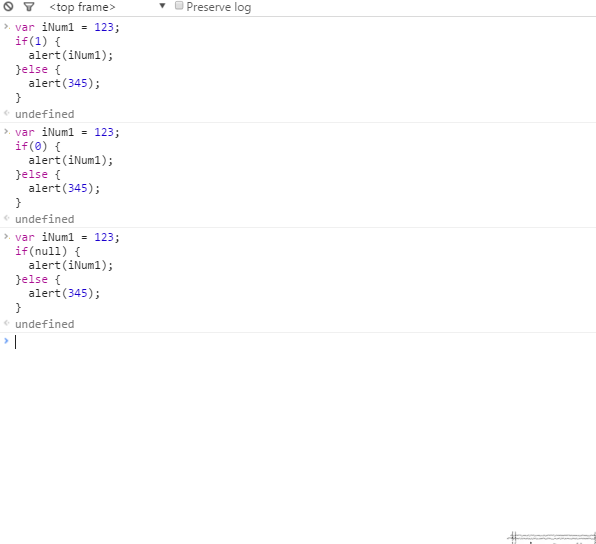 <top frame> ▼ Preserve log
> var iNum1 = 123;
if(1) {
  alert(iNum1);
}else {
  alert(345);
}
undefined
> var iNum1 = 123;
if(0) {
  alert(iNum1);
}else {
  alert(345);
}
undefined
> var iNum1 = 123;
if(null) {
  alert(iNum1);
}else {
  alert(345);
}
undefined
>